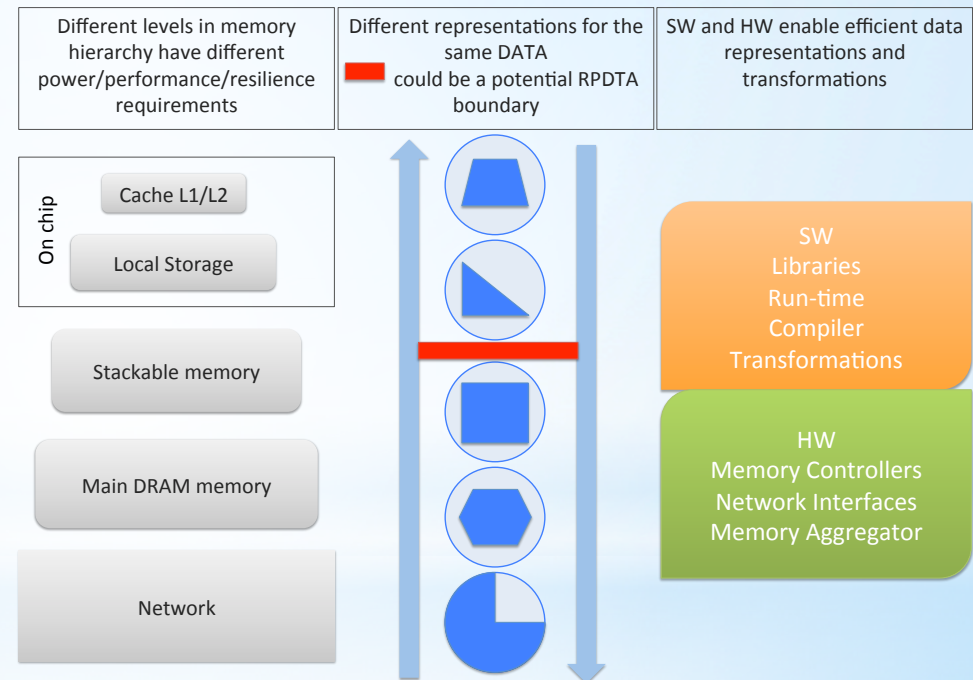 Different levels in memory
hierarchy have different
power/performance/resilience
requirements
Different representations for the
same DATA
could be a potential RPDTA
boundary
SW and HW enable efficient data
representations and
transformations
On chip
Cache L1/L2
Local Storage
Stackable memory
Main DRAM memory
Network
SW
Libraries
Run-time
Compiler
Transformations
HW
Memory Controllers
Network Interfaces
Memory Aggregator